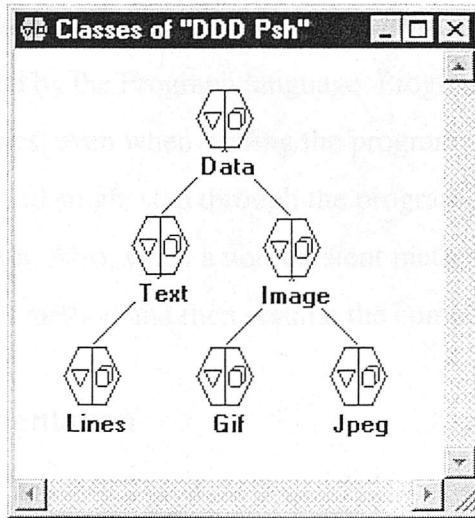 Classes of "DDD Psh"
Data
Text Image
Lines Gif Jpeg